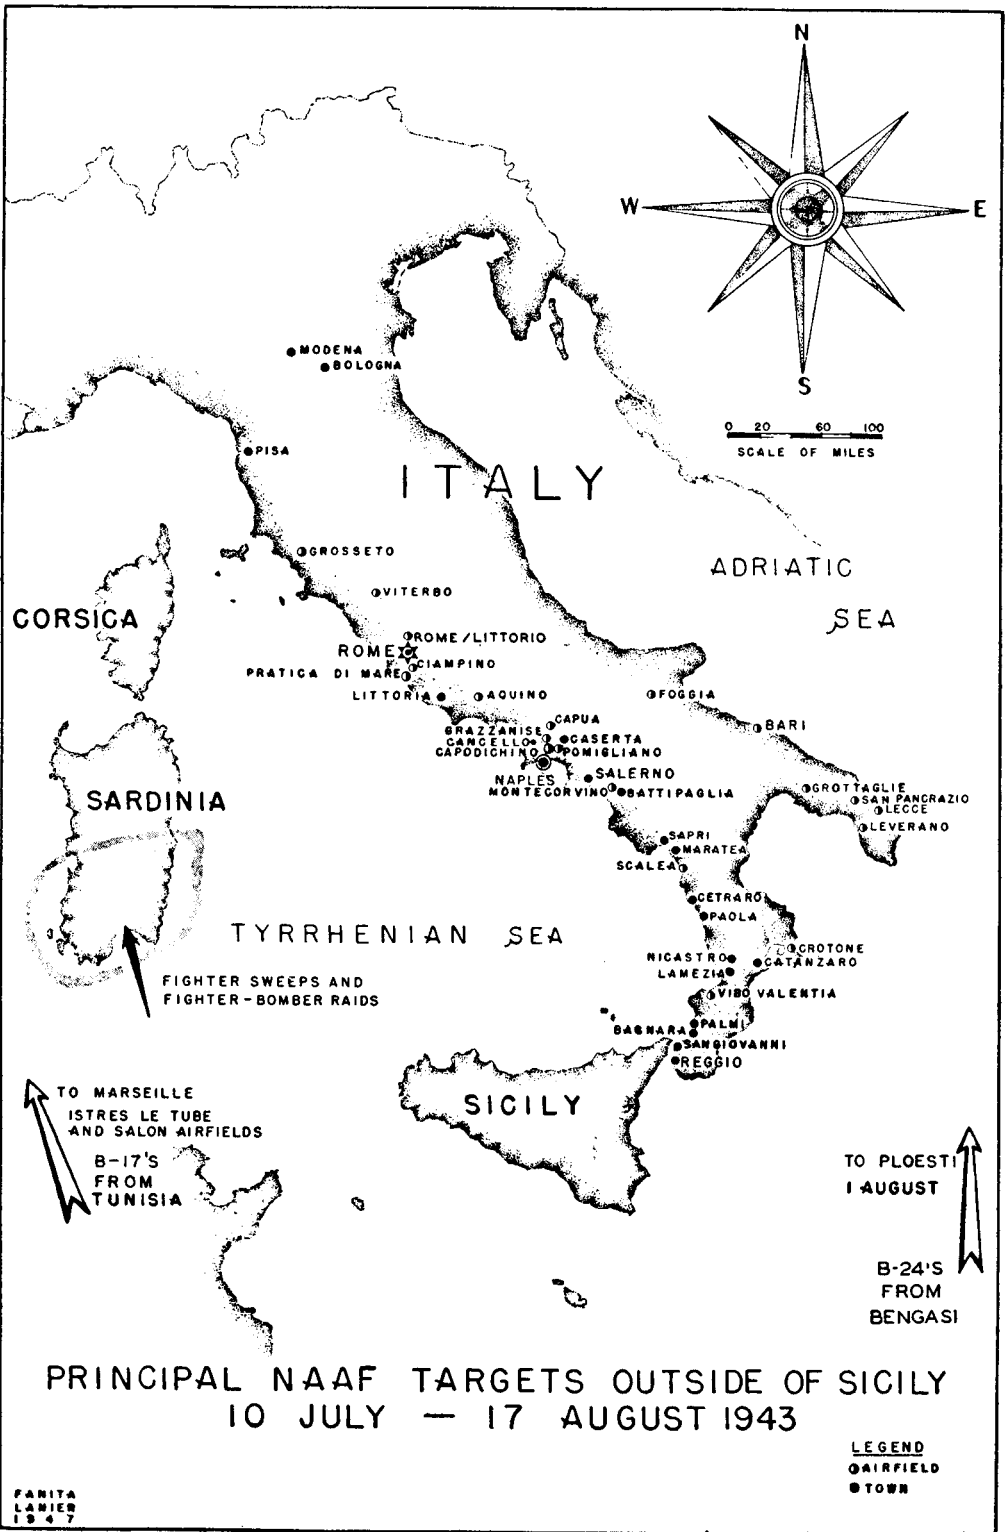 N
W
E
S
0 20 60 100
SCALE OF MILES
MODENA
BOLOGNA
PISA
ITALY
GROSSETO
ADRIATIC
SEA
VITERBO
CORSICA
ROME/LITTORIO
ROME
CIAMPINO
PRATICA DI MARE
LITTORIA
AQUINO
FOGGIA
CAPUA
BARI
GRAZZANISE
CASERTA
CANCELLO
CAPODICHINO
POMIGLIANO
NAPLES
SALERNO
MONTECORVINO
BATTIPAGLIA
GROTTAGLIE
SAN PANCRAZIO
LECCE
LEVERANO
SARDINIA
SAPRI
MARATEA
SCALEA
CETRARO
PAOLA
TYRRHENIAN SEA
CROTONE
NICASTRO
CATANZARO
LAMEZIA
VIBO VALENTIA
FIGHTER SWEEPS AND
FIGHTER-BOMBER RAIDS
PALMI
BAGNARA
SANGIOVANNI
REGGIO
SICILY
TO MARSEILLE
ISTRES LE TUBE
AND SALON AIRFIELDS
B-17'S
FROM
TUNISIA
TO PLOESTI
1 AUGUST
B-24'S
FROM
BENGASI
PRINCIPAL NAAF TARGETS OUTSIDE OF SICILY
10 JULY — 17 AUGUST 1943
LEGEND
AIRFIELD
TOWN
FANITA
LANIER
1947